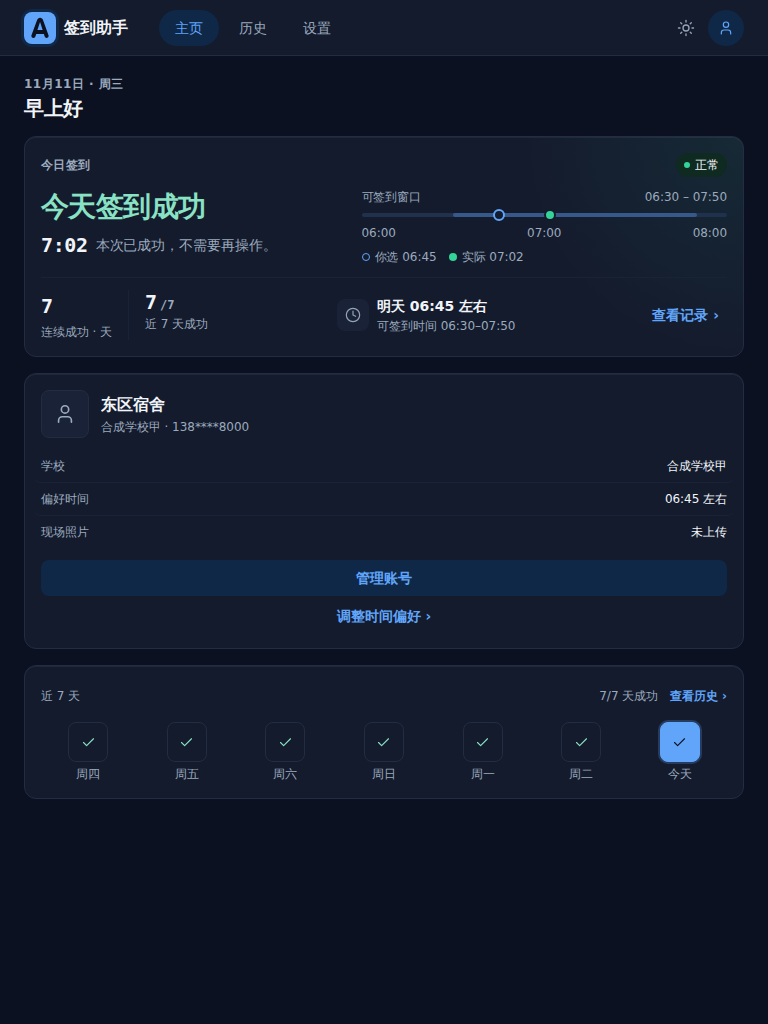 A 签到助手 主页 历史 设置
11月11日 · 周三
早上好
今日签到 正常
今天签到成功
7:02 本次已成功，不需要再操作。
可签到窗口 06:30 – 07:50
06:00 07:00 08:00
你选 06:45 实际 07:02
7
连续成功 · 天
7 /7
近 7 天成功
明天 06:45 左右
可签到时间 06:30–07:50
查看记录 ›
东区宿舍
合成学校甲 · 138****8000
学校 合成学校甲
偏好时间 06:45 左右
现场照片 未上传
管理账号
调整时间偏好 ›
近 7 天 7/7 天成功 查看历史 ›
周四 周五 周六 周日 周一 周二 今天